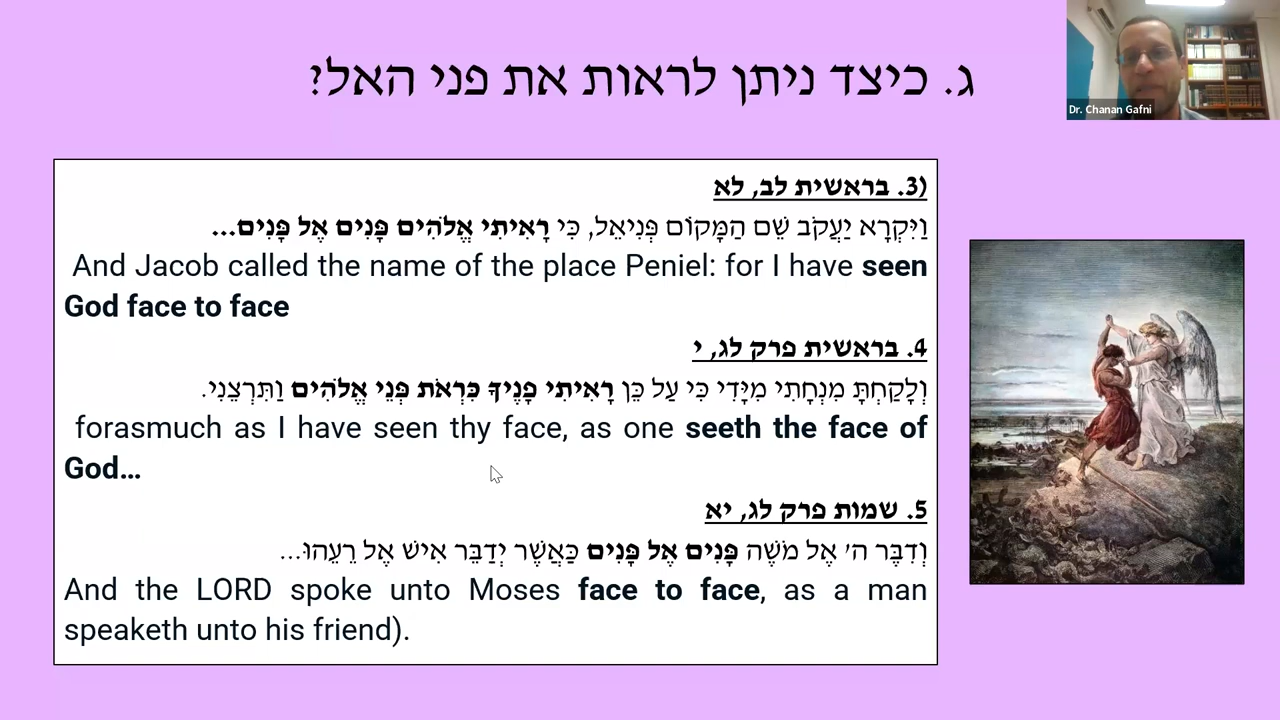 ג. כיצד ניתן לראות את פני האל?
Dr. Chanan Gafni
3). בראשית לב, לא
וַיִּקְרָא יַעֲקֹב שֵׁם הַמָּקוֹם פְּנִיאֵל, כִּי רָאִיתִי אֱלֹהִים פָּנִים אֶל פָּנִים...
And Jacob called the name of the place Peniel: for I have seen
God face to face
4. בראשית פרק לג, י
וְלָקַחְתָּ מִנְחָתִי מִיָּדִי כִּי עַל כֵּן רָאִיתִי פָנֶיךָ כִּרְאֹת פְּנֵי אֱלֹהִים וַתִּרְצֵנִי.
forasmuch as I have seen thy face, as one seeth the face of
God...
5. שמות פרק לג, יא
וְדִבֶּר ה' אֶל מֹשֶׁה פָּנִים אֶל פָּנִים כַּאֲשֶׁר יְדַבֵּר אִישׁ אֶל רֵעֵהוּ...
And the LORD spoke unto Moses face to face, as a man
speaketh unto his friend).